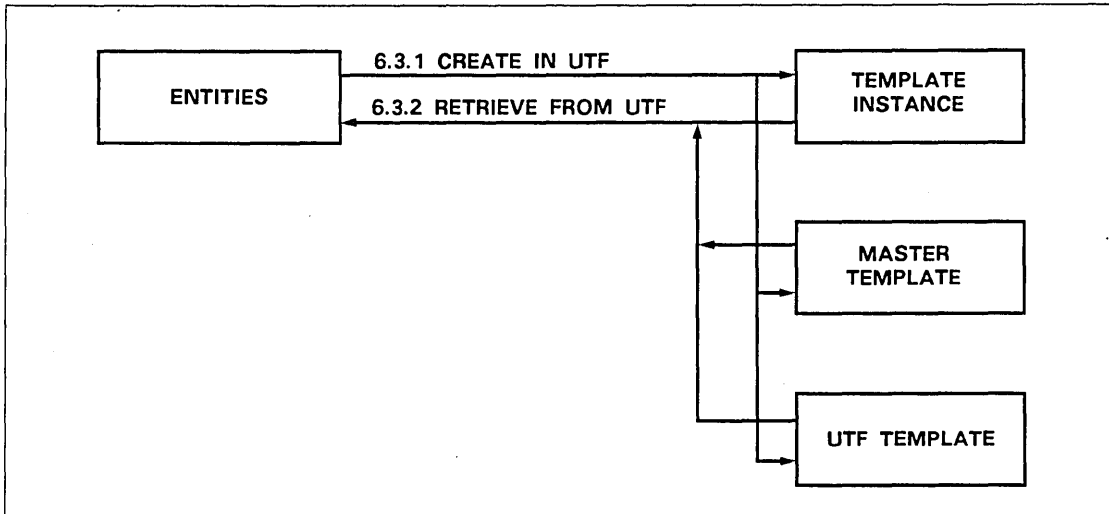 6.3.1 CREATE IN UTF
ENTITIES
TEMPLATE
INSTANCE
6.3.2 RETRIEVE FROM UTF
MASTER
TEMPLATE
UTF TEMPLATE